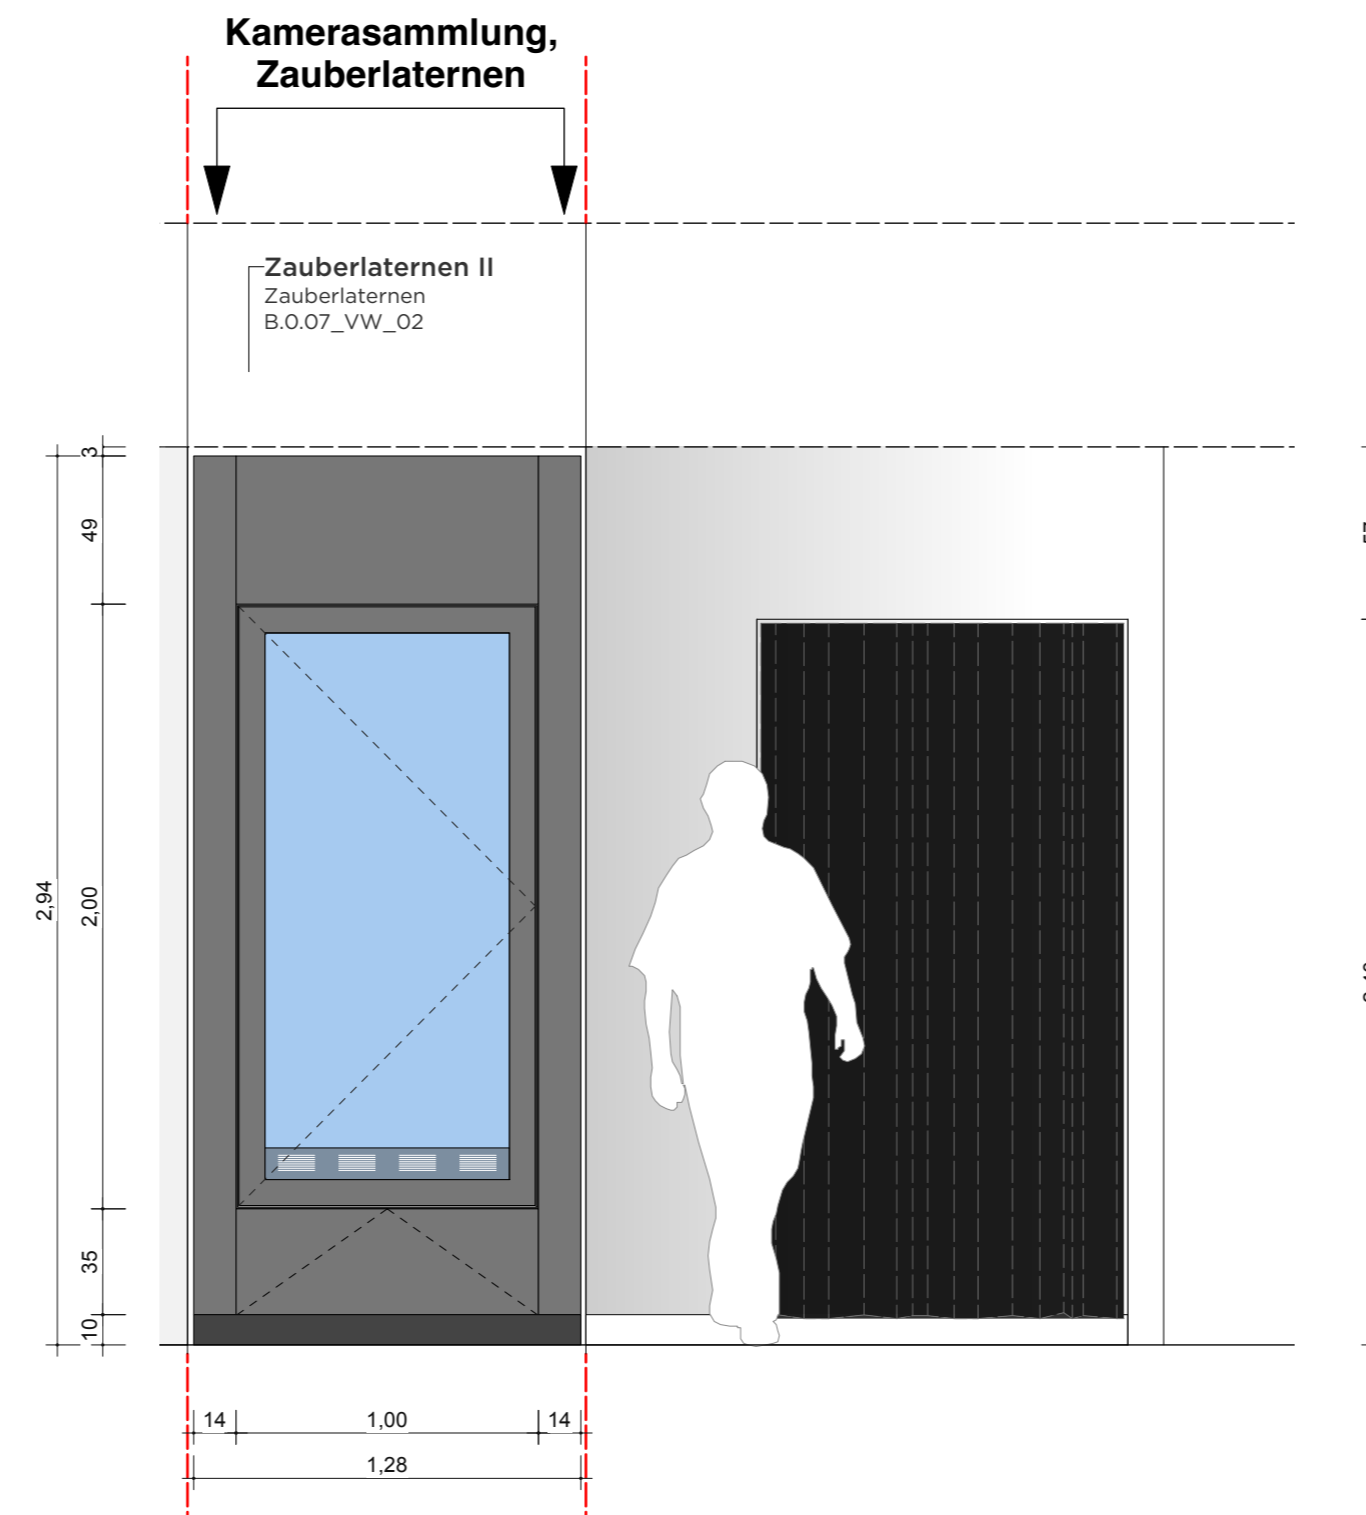 Kamerasammlung,
Zauberlaternen
Zauberlaternen II
Zauberlaternen
B.0.07_VW_02
3
49
2,94
2,00
35
10
14
1,00
14
1,28